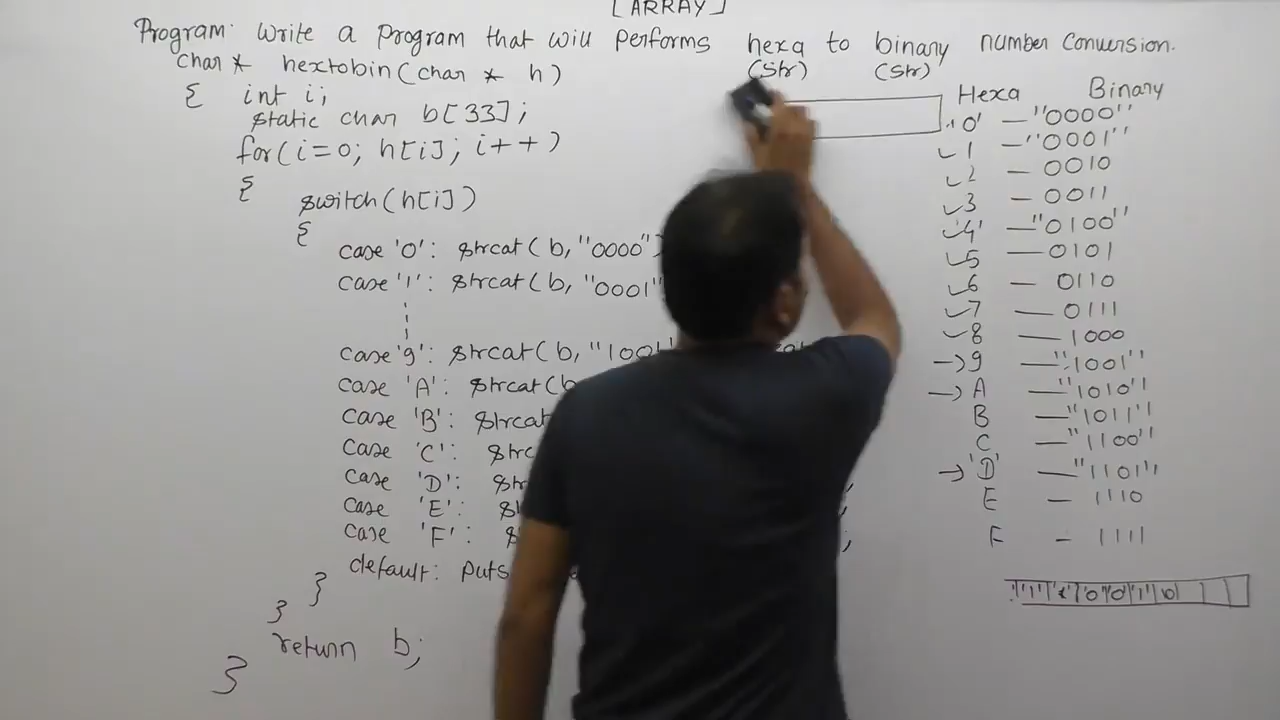 [ARRAY]
Program: Write a program that will performs hexa to binary number conversion.
(str) (str)
char* hextobin(char * h)
{ int i;
static char b[33];
for(i=0; h[i]; i++)
{
switch(h[i])
{
case '0': strcat(b,"0000")
case '1': strcat(b,"0001"
case '9': strcat(b,"1001"
case 'A': strcat(b
case 'B': strcat
case 'C': strc
case 'D': str
case 'E': s
case 'F': s
default: puts
}
}
return b;
}
Hexa Binary
'0' — "0000"
1 — "0001"
2 — 0010
3 — 0011
'4' — "0100"
5 — 0101
6 — 0110
7 — 0111
8 — 1000
→ 9 — "1001"
→ A — "1010"
B — "1011"
C — "1100"
→ 'D' — "1101"
E — 1110
F — 1111